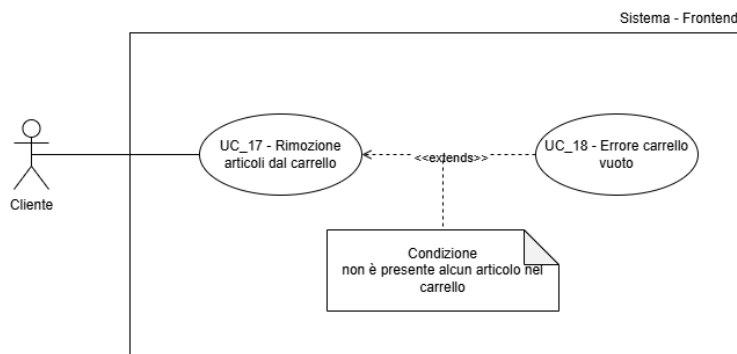 Sistema - Frontend
UC_17 - Rimozione
articoli dal carrello
<<extends>>
UC_18 - Errore carrello
vuoto
Cliente
Condizione
non è presente alcun articolo nel
carrello